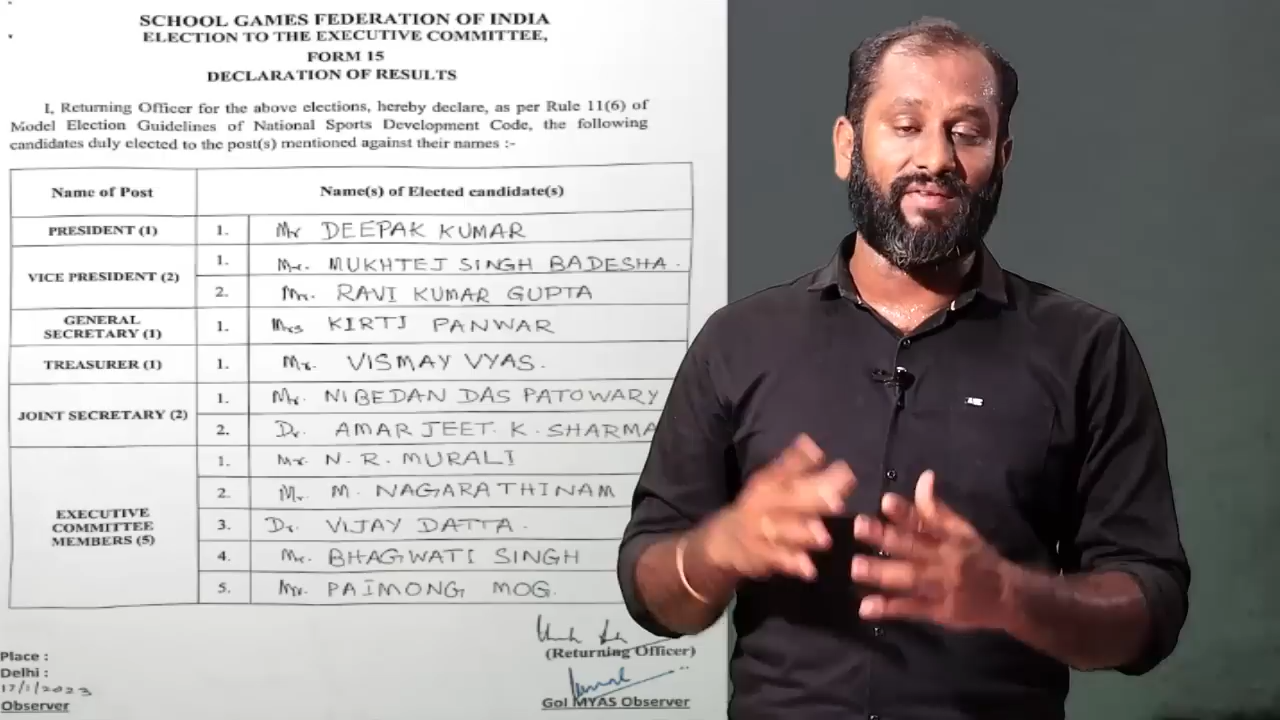 SCHOOL GAMES FEDERATION OF INDIA
ELECTION TO THE EXECUTIVE COMMITTEE,
FORM 15
DECLARATION OF RESULTS
I, Returning Officer for the above elections, hereby declare, as per Rule 11(6) of
Model Election Guidelines of National Sports Development Code, the following
candidates duly elected to the post(s) mentioned against their names :-
Name of Post Name(s) of Elected candidate(s)
PRESIDENT (1) 1. Mr DEEPAK KUMAR
VICE PRESIDENT (2) 1. Mr. MUKHTEJ SINGH BADESHA.
2. Mr. RAVI KUMAR GUPTA
GENERAL
SECRETARY (1) 1. Mrs KIRTI PANWAR
TREASURER (1) 1. Mr. VISMAY VYAS.
JOINT SECRETARY (2) 1. Mr. NIBEDAN DAS PATOWARY
2. Dr. AMARJEET. K. SHARMA
EXECUTIVE
COMMITTEE
MEMBERS (5)
1. Mr. N. R. MURALI
2. Mr. M. NAGARATHINAM
3. Dr. VIJAY DATTA.
4. Mr. BHAGWATI SINGH
5. Mr. PAIMONG MOG.
(Returning Officer)
Place :
Delhi :
17/1/2023
Observer
GoI MYAS Observer